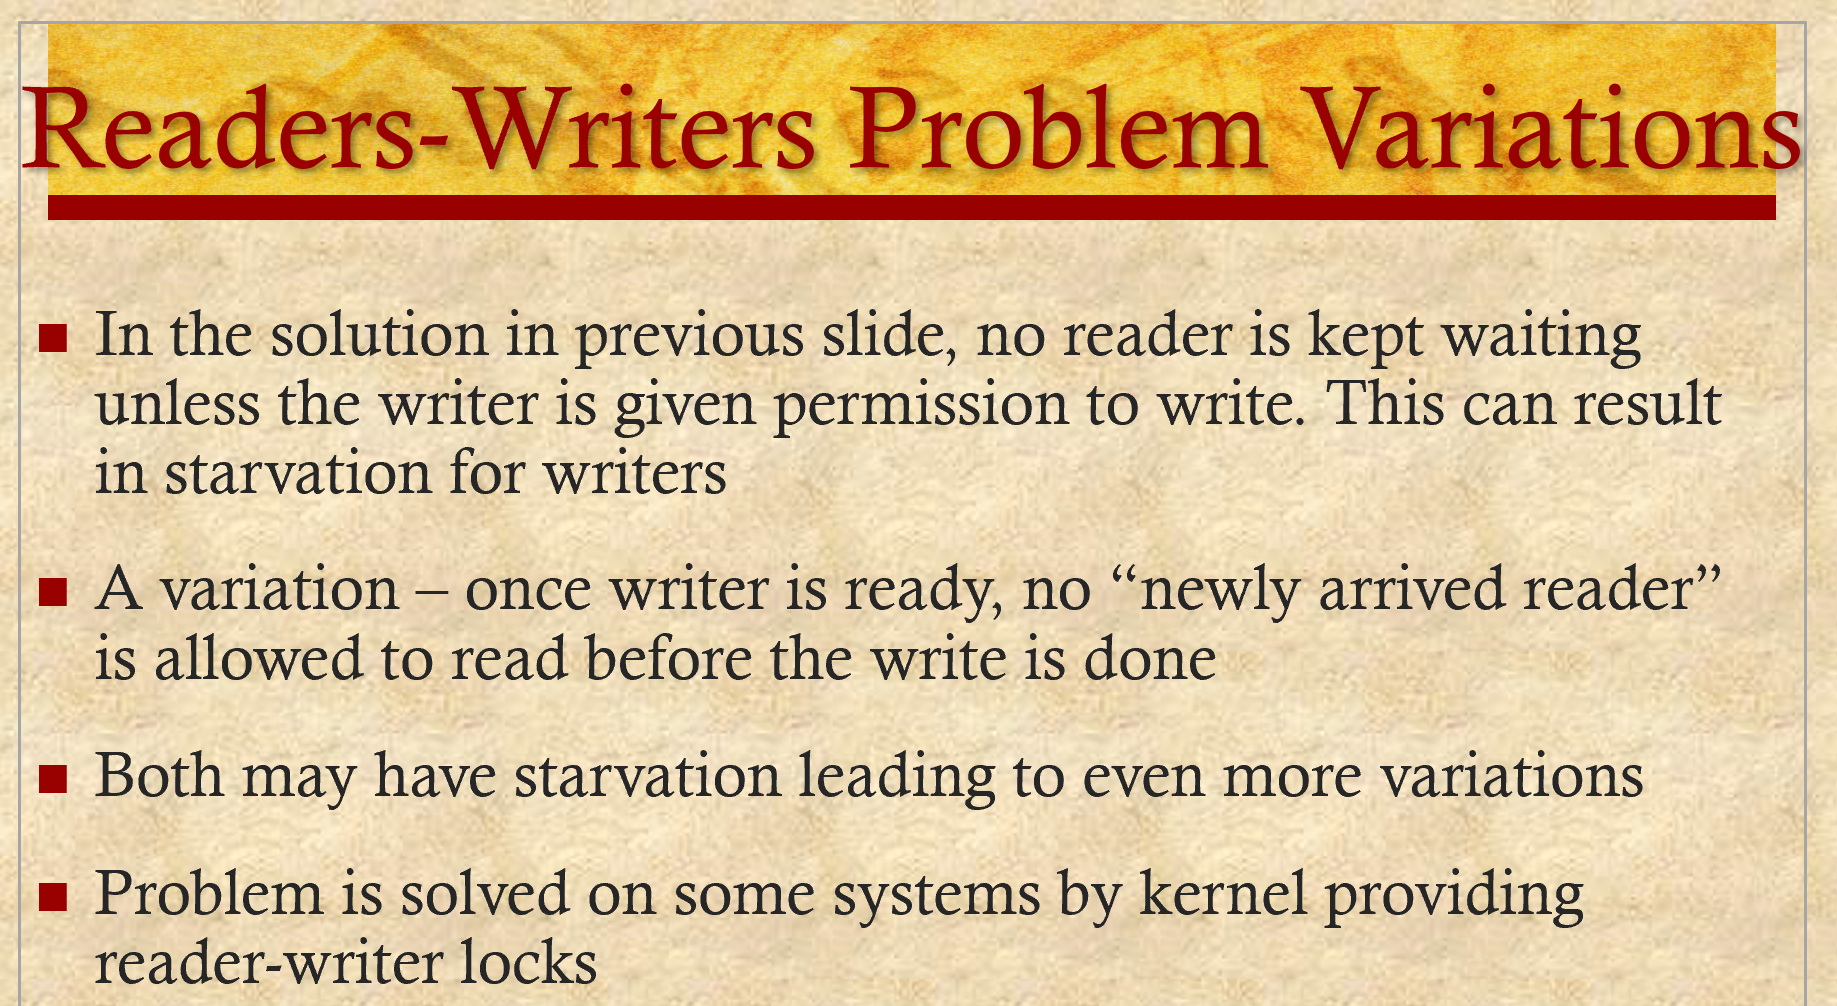 Readers-Writers Problem Variations
In the solution in previous slide, no reader is kept waiting
unless the writer is given permission to write. This can result
in starvation for writers
A variation – once writer is ready, no “newly arrived reader”
is allowed to read before the write is done
Both may have starvation leading to even more variations
Problem is solved on some systems by kernel providing
reader-writer locks